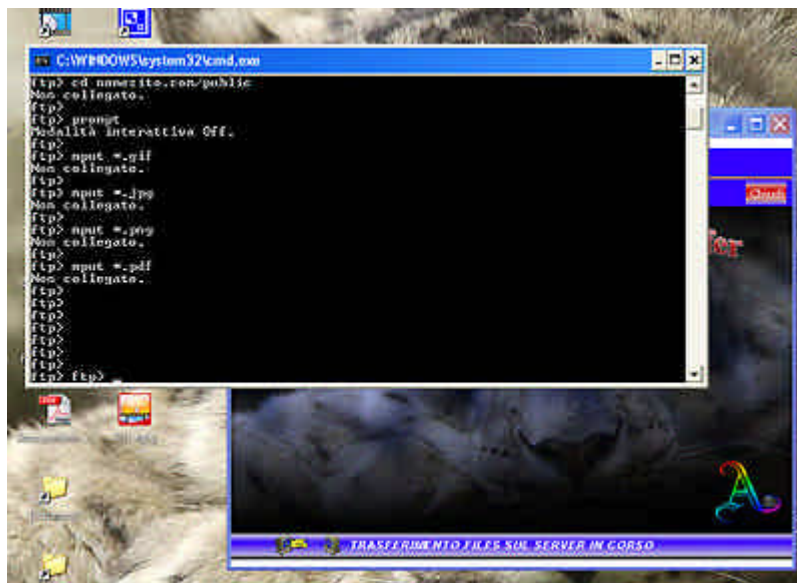 C:\WINDOWS\system32\cmd.exe
ftp> cd nomesito.com/public
Non collegato.
ftp>
ftp> prompt
Modalità interattiva Off.
ftp>
ftp> mput *.gif
Non collegato.
ftp>
ftp> mput *.jpg
Non collegato.
ftp>
ftp> mput *.png
Non collegato.
ftp>
ftp> mput *.pdf
Non collegato.
ftp>
ftp>
ftp>
ftp>
ftp>
ftp>
ftp>
ftp> ftp> _
Chiudi
A
TRASFERIMENTO FILES SUL SERVER IN CORSO